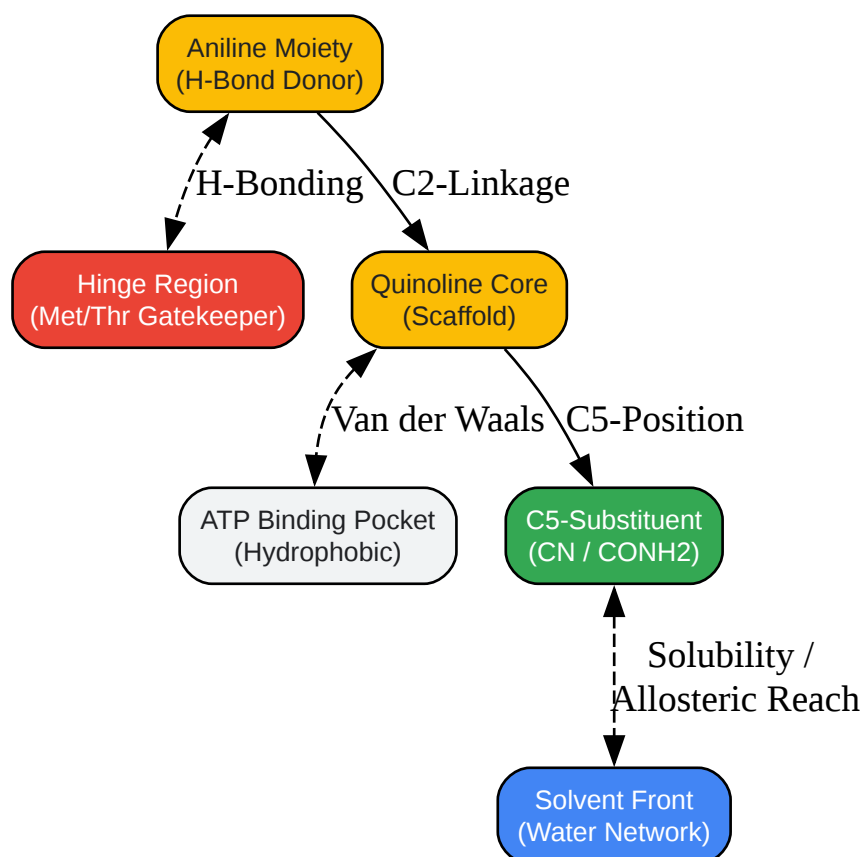 Aniline Moiety
(H-Bond Donor)
H-Bonding
C2-Linkage
Hinge Region
(Met/Thr Gatekeeper)
Quinoline Core
(Scaffold)
Van der Waals
C5-Position
ATP Binding Pocket
(Hydrophobic)
C5-Substituent
(CN / CONH2)
Solubility /
Allosteric Reach
Solvent Front
(Water Network)